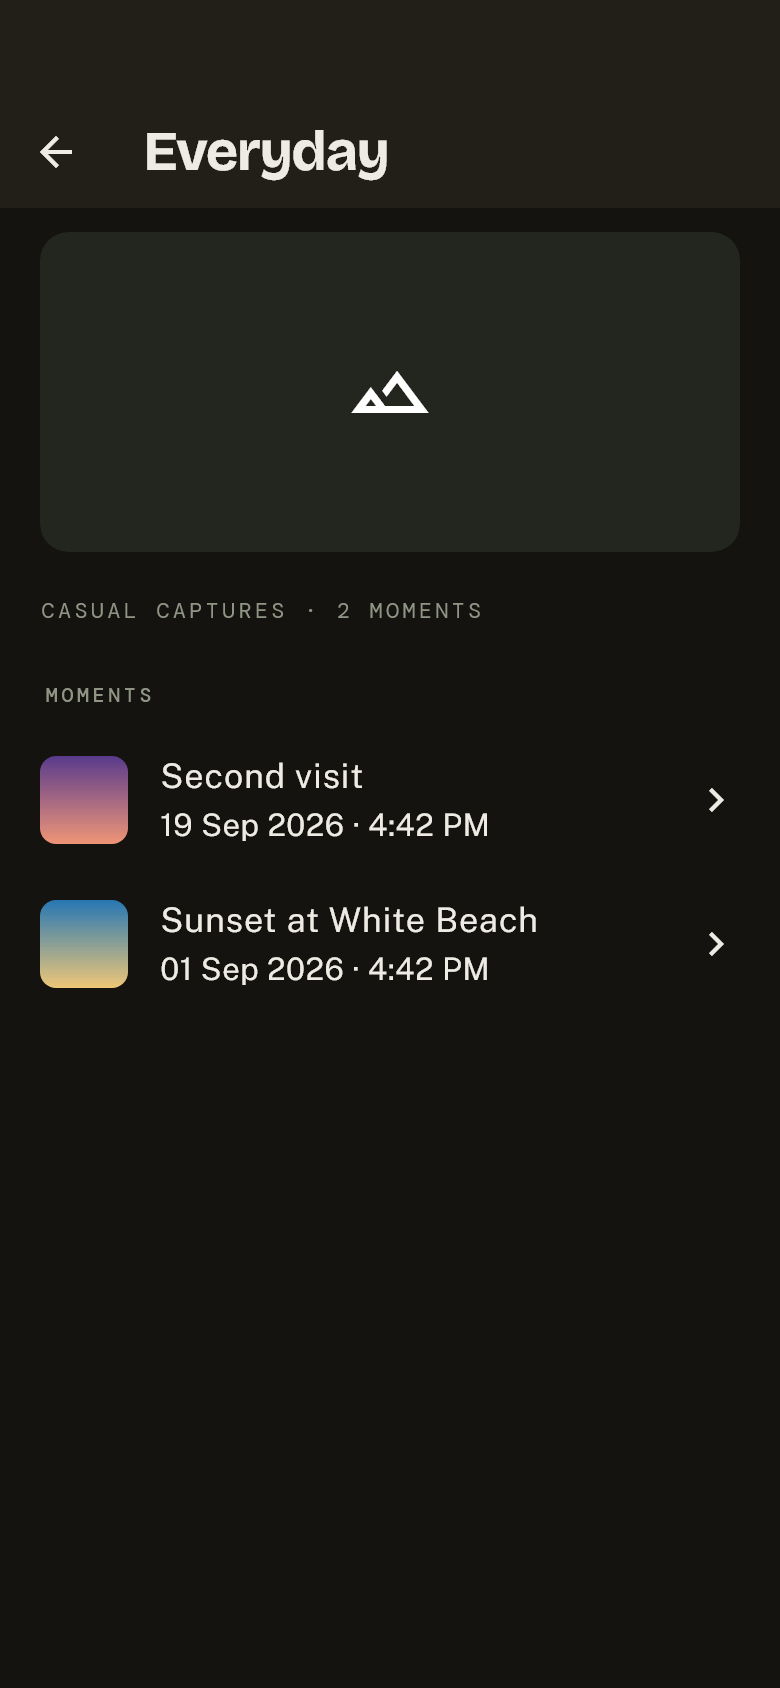 Everyday
CASUAL CAPTURES · 2 MOMENTS
MOMENTS
Second visit
19 Sep 2026 · 4:42 PM
Sunset at White Beach
01 Sep 2026 · 4:42 PM